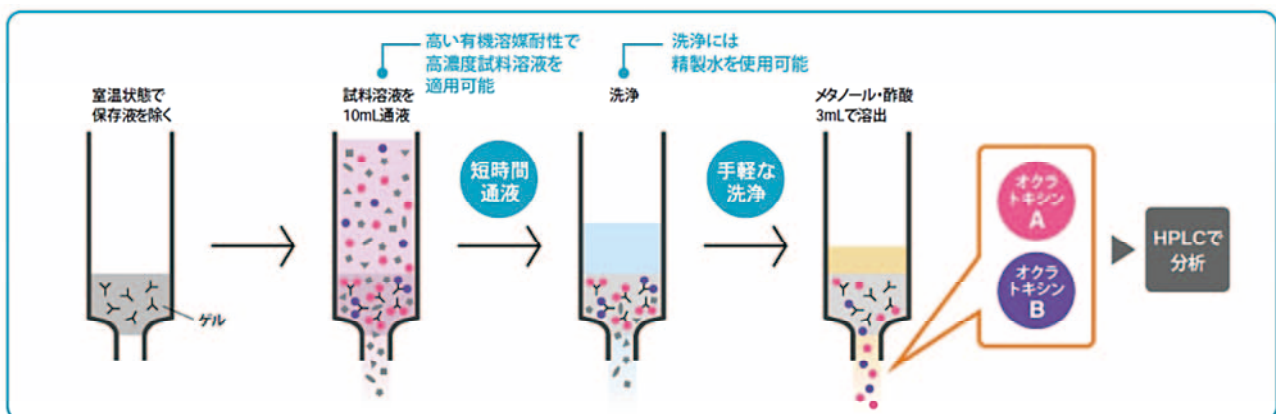 高い有機溶媒耐性で
高濃度試料溶液を
適用可能
洗浄には
精製水を使用可能
室温状態で
保存液を除く
試料溶液を
10mL通液
洗浄
メタノール・酢酸
3mLで溶出
短時間
通液
手軽な
洗浄
オクラ
トキシン
A
オクラ
トキシン
B
HPLCで
分析
ゲル